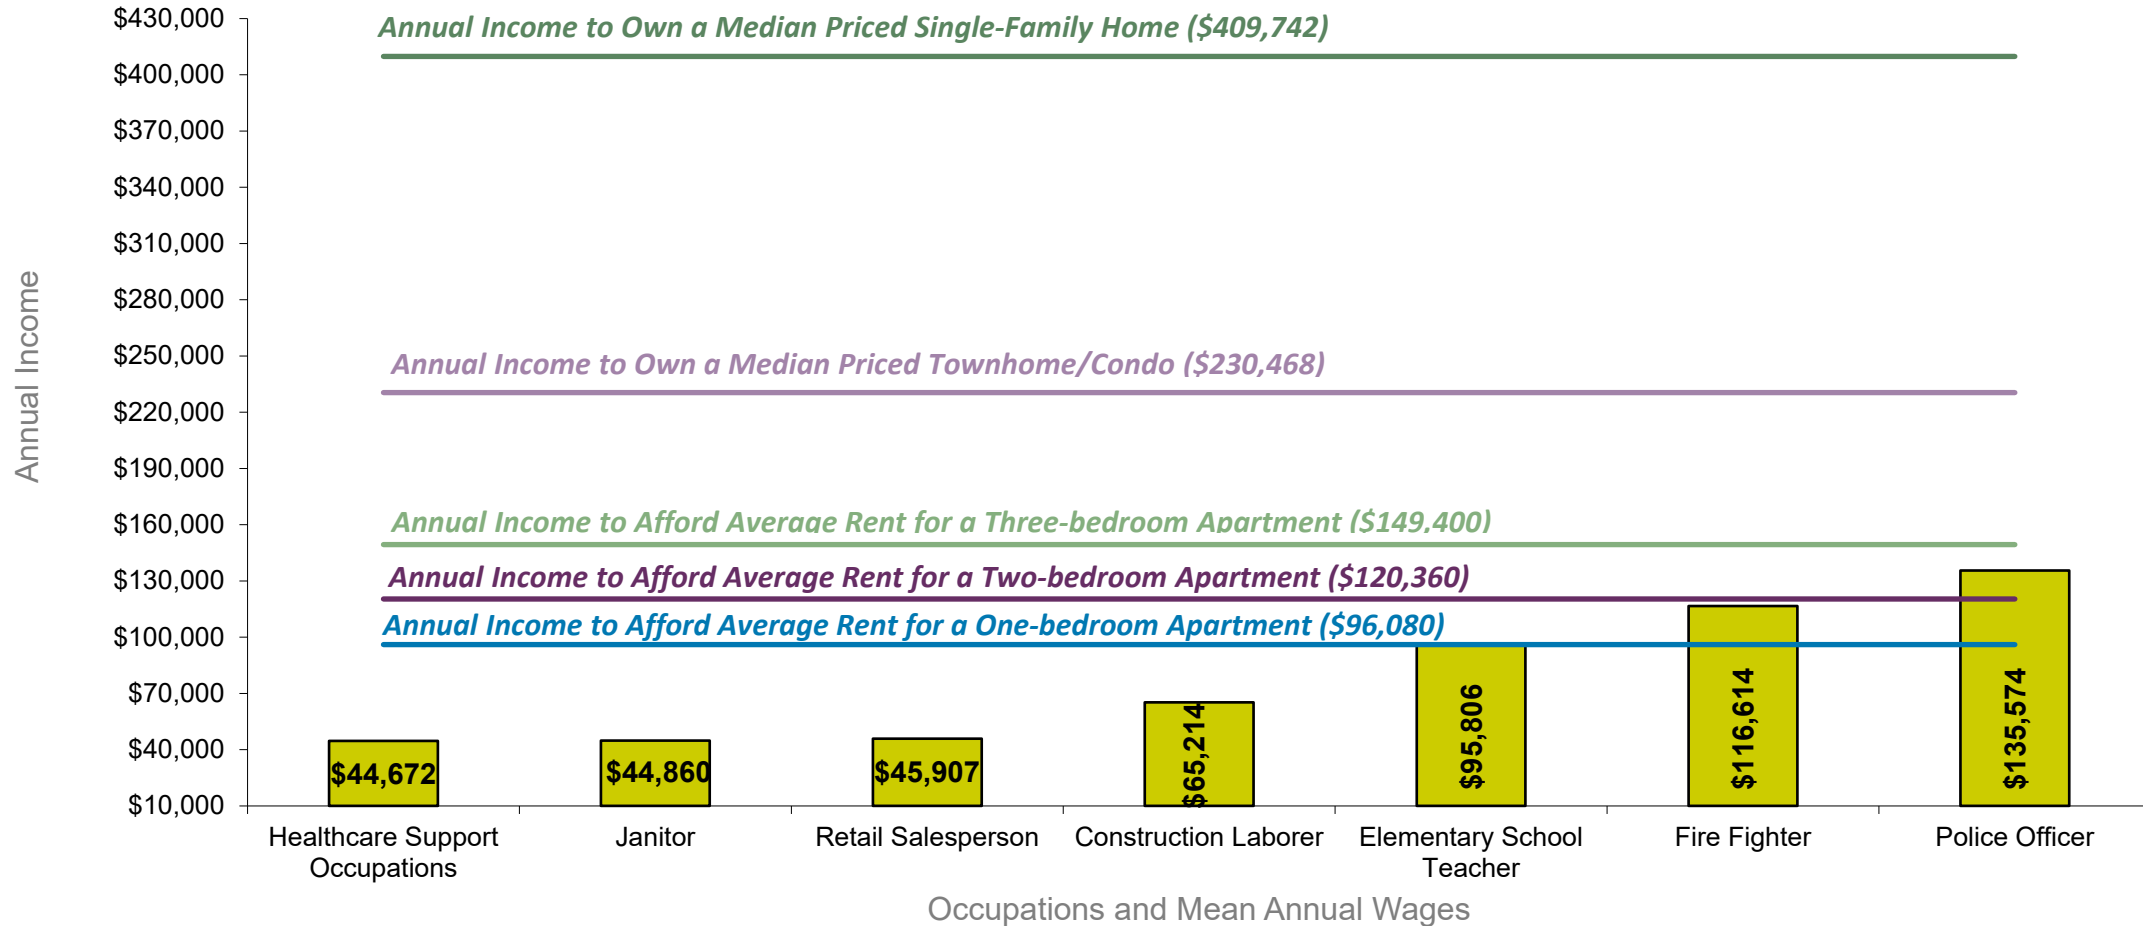 Annual Income
$430,000
$400,000
$370,000
$340,000
$310,000
$280,000
$250,000
$220,000
$190,000
$160,000
$130,000
$100,000
$70,000
$40,000
$10,000
Annual Income to Own a Median Priced Single-Family Home ($409,742)
Annual Income to Own a Median Priced Townhome/Condo ($230,468)
Annual Income to Afford Average Rent for a Three-bedroom Apartment ($149,400)
Annual Income to Afford Average Rent for a Two-bedroom Apartment ($120,360)
Annual Income to Afford Average Rent for a One-bedroom Apartment ($96,080)
$44,672
$44,860
$45,907
$65,214
$95,806
$116,614
$135,574
Healthcare Support
Occupations
Janitor
Retail Salesperson
Construction Laborer
Elementary School
Teacher
Fire Fighter
Police Officer
Occupations and Mean Annual Wages